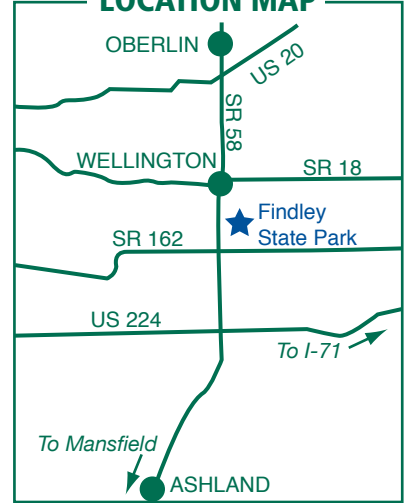 LOCATION MAP
OBERLIN
US 20
SR 58
WELLINGTON
SR 18
Findley
State Park
SR 162
US 224
To I-71
To Mansfield
ASHLAND